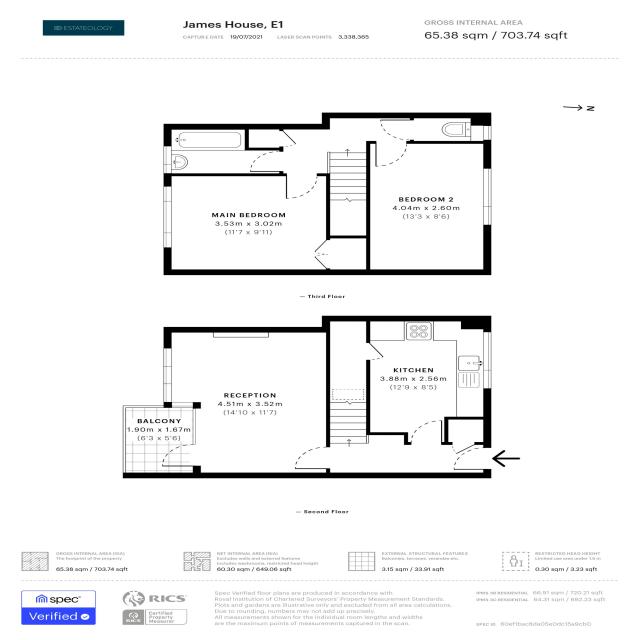 ESTATEOLOGY
James House, E1
CAPTURE DATE 19/07/2021 LASER SCAN POINTS 3,338,365
GROSS INTERNAL AREA
65.38 sqm / 703.74 sqft
N
MAIN BEDROOM
3.53m x 3.02m
(11'7 x 9'11)
BEDROOM 2
4.04m x 2.60m
(13'3 x 8'6)
— Third Floor
RECEPTION
4.51m x 3.52m
(14'10 x 11'7)
KITCHEN
3.88m x 2.56m
(12'9 x 8'5)
BALCONY
1.90m x 1.67m
(6'3 x 5'6)
— Second Floor
GROSS INTERNAL AREA (GIA)
The footprint of the property
65.38 sqm / 703.74 sqft
NET INTERNAL AREA (NIA)
Excludes walls and external features
Includes washrooms, restricted head height
60.30 sqm / 649.06 sqft
EXTERNAL STRUCTURAL FEATURES
Balconies, terraces, verandas etc.
3.15 sqm / 33.91 sqft
RESTRICTED HEAD HEIGHT
Limited use area under 1.5 m
0.30 sqm / 3.23 sqft
spec
Verified
RICS
Certified
Property
Measurer
Spec Verified floor plans are produced in accordance with
Royal Institution of Chartered Surveyors' Property Measurement Standards.
Plots and gardens are illustrative only and excluded from all area calculations.
Due to rounding, numbers may not add up precisely.
All measurements shown for the individual room lengths and widths
are the maximum points of measurements captured in the scan.
IPMS 3B RESIDENTIAL 66.91 sqm / 720.21 sqft
IPMS 3C RESIDENTIAL 64.31 sqm / 692.23 sqft
SPEC ID